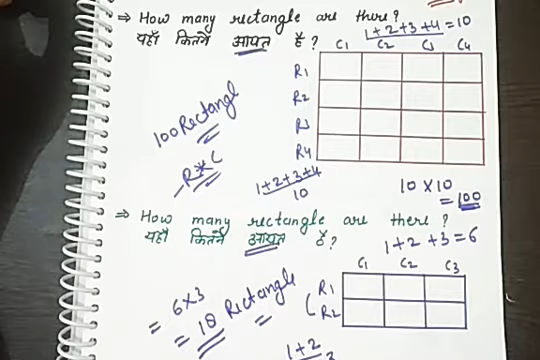 ⇒ How many rectangle are there?
यहाँ कितने आयत हैं?
1+2+3+4=10
C1 C2 C3 C4
R1
R2
R3
R4
100 Rectangl
R*C
1+2+3+4
10
10 × 10
= 100
⇒ How many rectangle are there?
यहाँ कितने आयत हैं?
1+2+3=6
C1 C2 C3
R1
R2
= 6×3
= 18 Rectangle
=
1+2
3